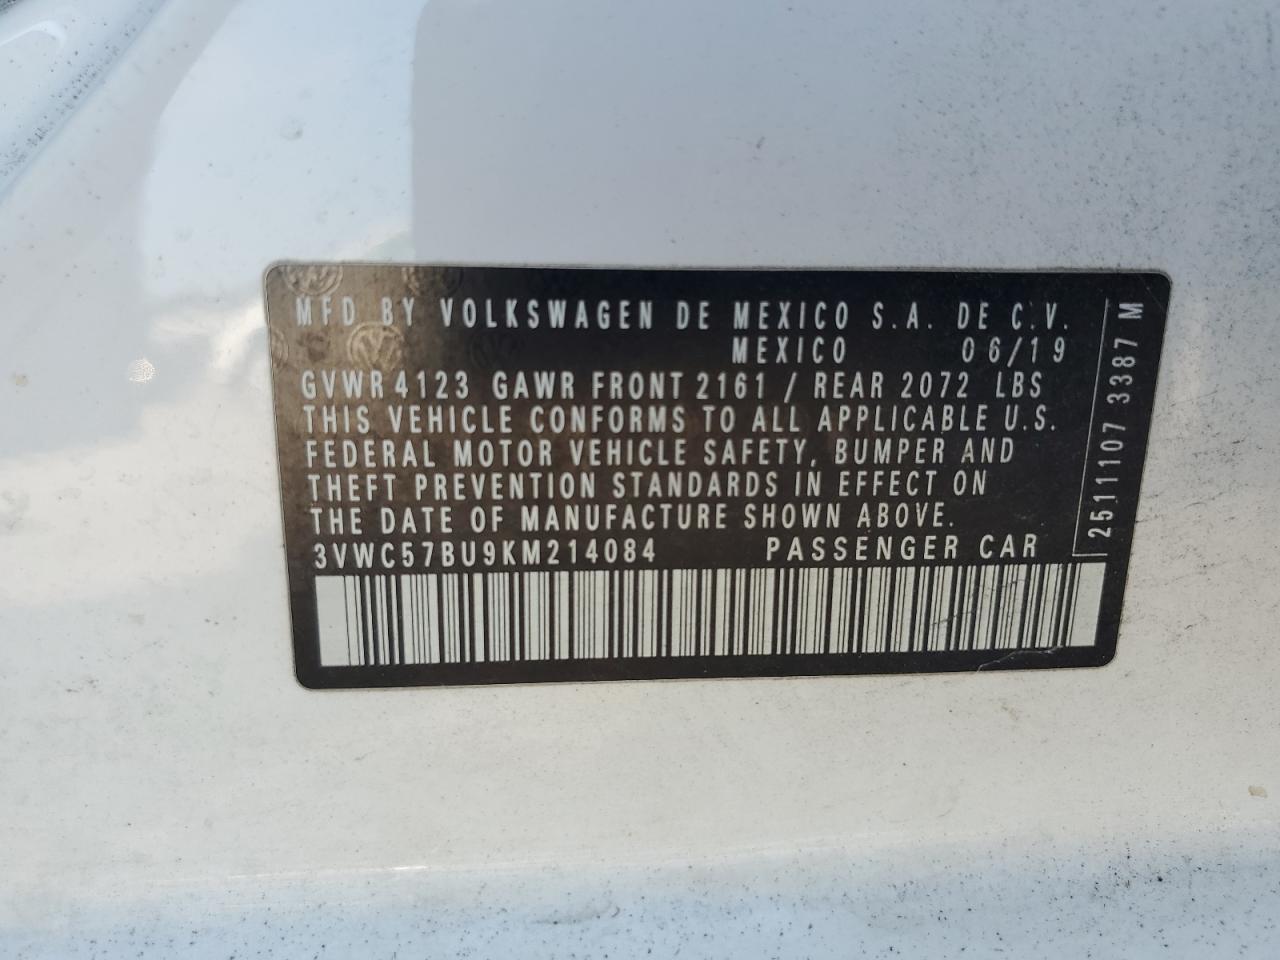 MFD BY VOLKSWAGEN DE MEXICO S.A. DE C.V.
MEXICO 06/19
GVWR 4123 GAWR FRONT 2161 / REAR 2072 LBS
THIS VEHICLE CONFORMS TO ALL APPLICABLE U.S.
FEDERAL MOTOR VEHICLE SAFETY, BUMPER AND
THEFT PREVENTION STANDARDS IN EFFECT ON
THE DATE OF MANUFACTURE SHOWN ABOVE.
3VWC57BU9KM214084 PASSENGER CAR
2511107 3387 M